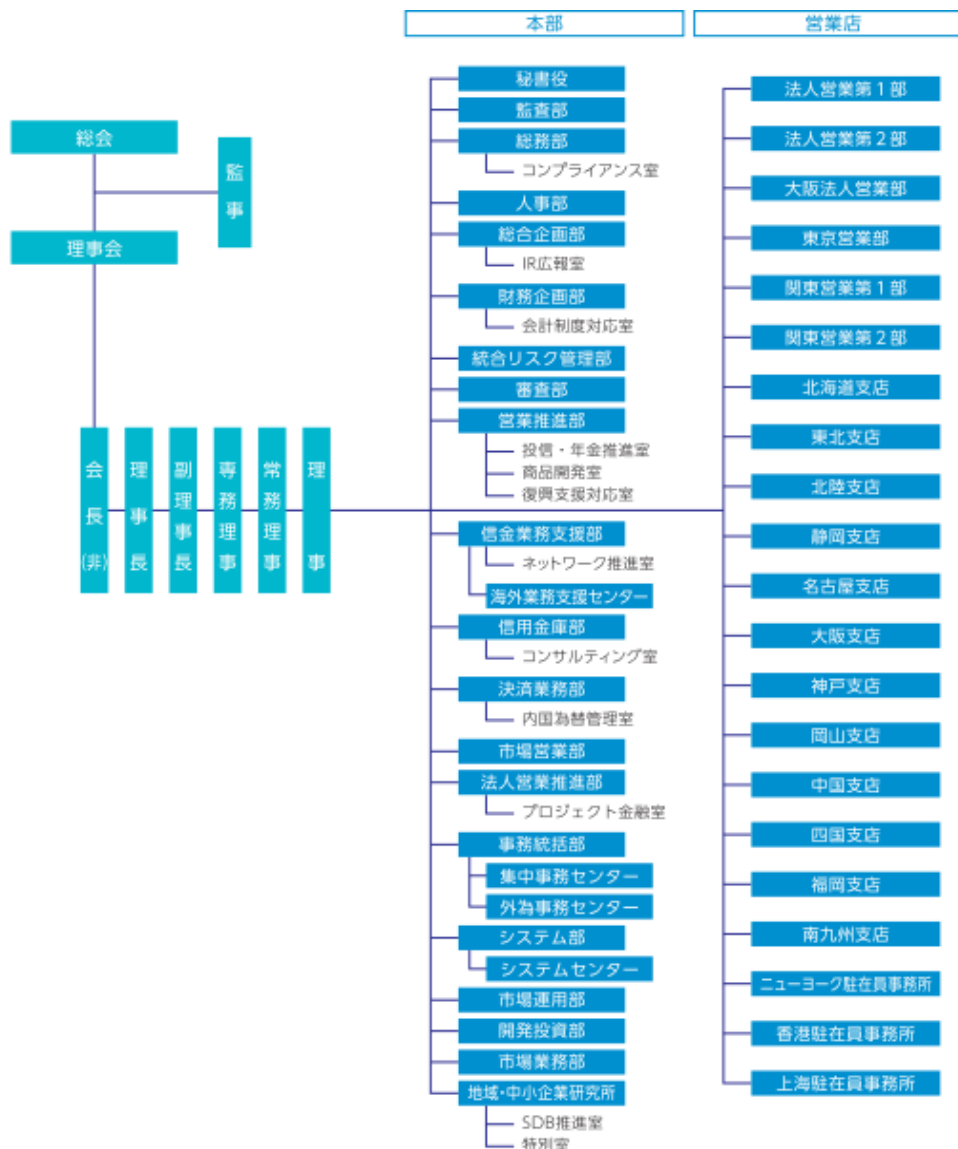 本部
営業店
総会
監事
理事会
会長(非)
理事長
副理事長
専務理事
常務理事
理事
秘書役
監査部
総務部
コンプライアンス室
人事部
総合企画部
IR広報室
財務企画部
会計制度対応室
統合リスク管理部
審査部
営業推進部
投信・年金推進室
商品開発室
復興支援対応室
信金業務支援部
ネットワーク推進室
海外業務支援センター
信用金庫部
コンサルティング室
決済業務部
内国為替管理室
市場営業部
法人営業推進部
プロジェクト金融室
事務統括部
集中事務センター
外為事務センター
システム部
システムセンター
市場運用部
開発投資部
市場業務部
地域・中小企業研究所
SDB推進室
特別室
法人営業第1部
法人営業第2部
大阪法人営業部
東京営業部
関東営業第1部
関東営業第2部
北海道支店
東北支店
北陸支店
静岡支店
名古屋支店
大阪支店
神戸支店
岡山支店
中国支店
四国支店
福岡支店
南九州支店
ニューヨーク駐在員事務所
香港駐在員事務所
上海駐在員事務所